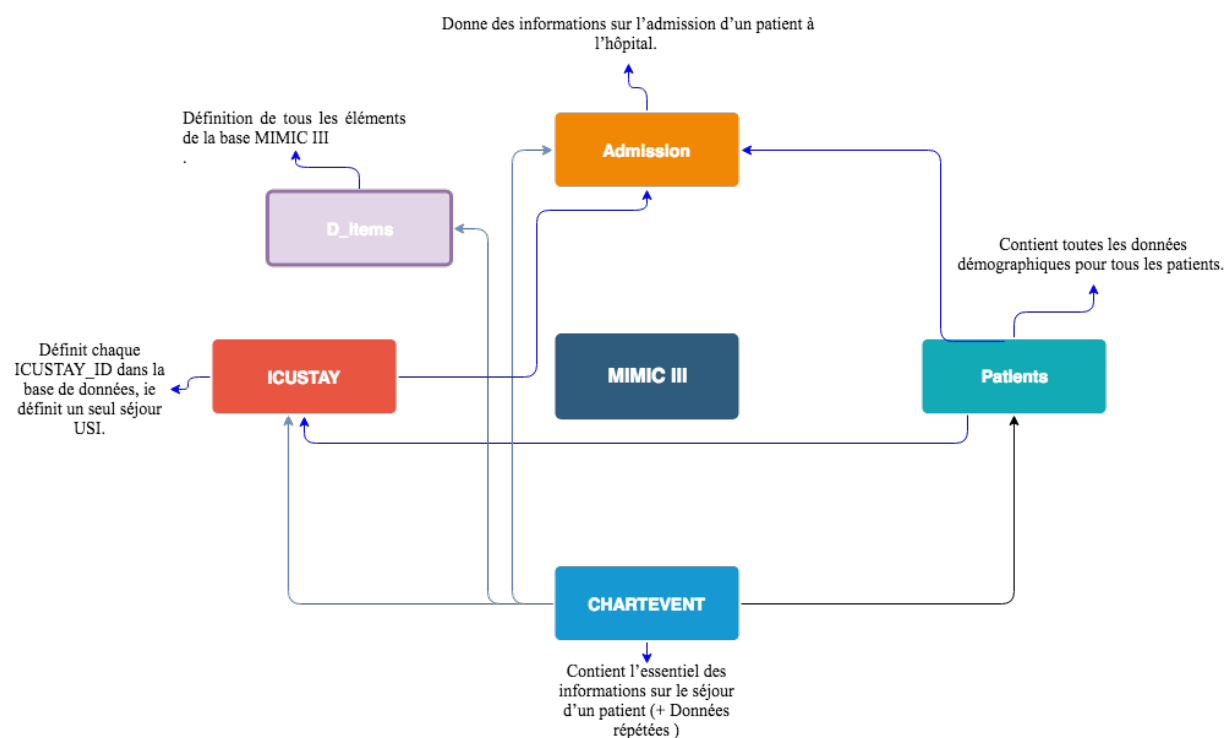 Donne des informations sur l’admission d’un patient à
l’hôpital.
Définition de tous les éléments
de la base MIMIC III
.
Admission
D_items
Contient toutes les données
démographiques pour tous les patients.
Définit chaque
ICUSTAY_ID dans la
base de données, ie
définit un seul séjour
USI.
ICUSTAY
MIMIC III
Patients
CHARTEVENT
Contient l’essentiel des
informations sur le séjour
d’un patient (+ Données
répétées )